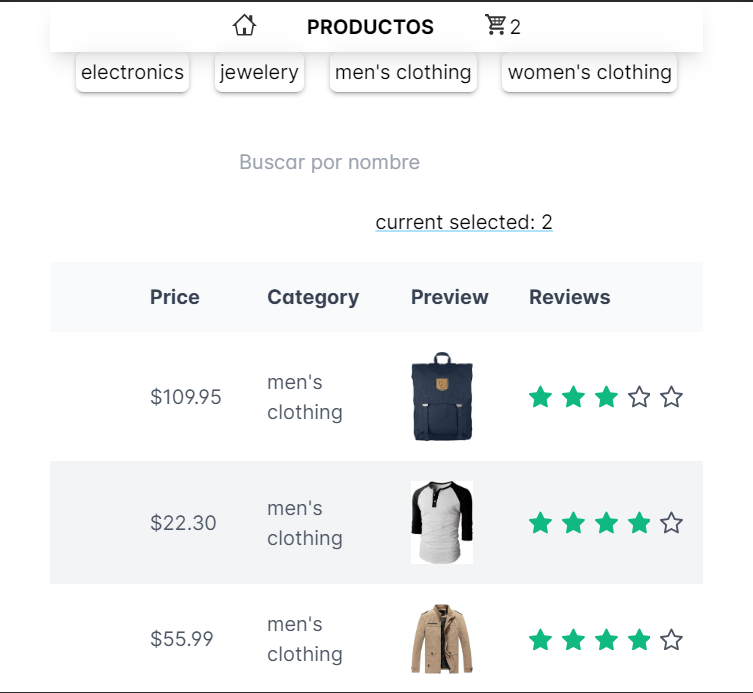 PRODUCTOS 2
electronics jewelery men's clothing women's clothing
Buscar por nombre
current selected: 2
Price Category Preview Reviews
$109.95 men's
clothing
$22.30 men's
clothing
$55.99 men's
clothing